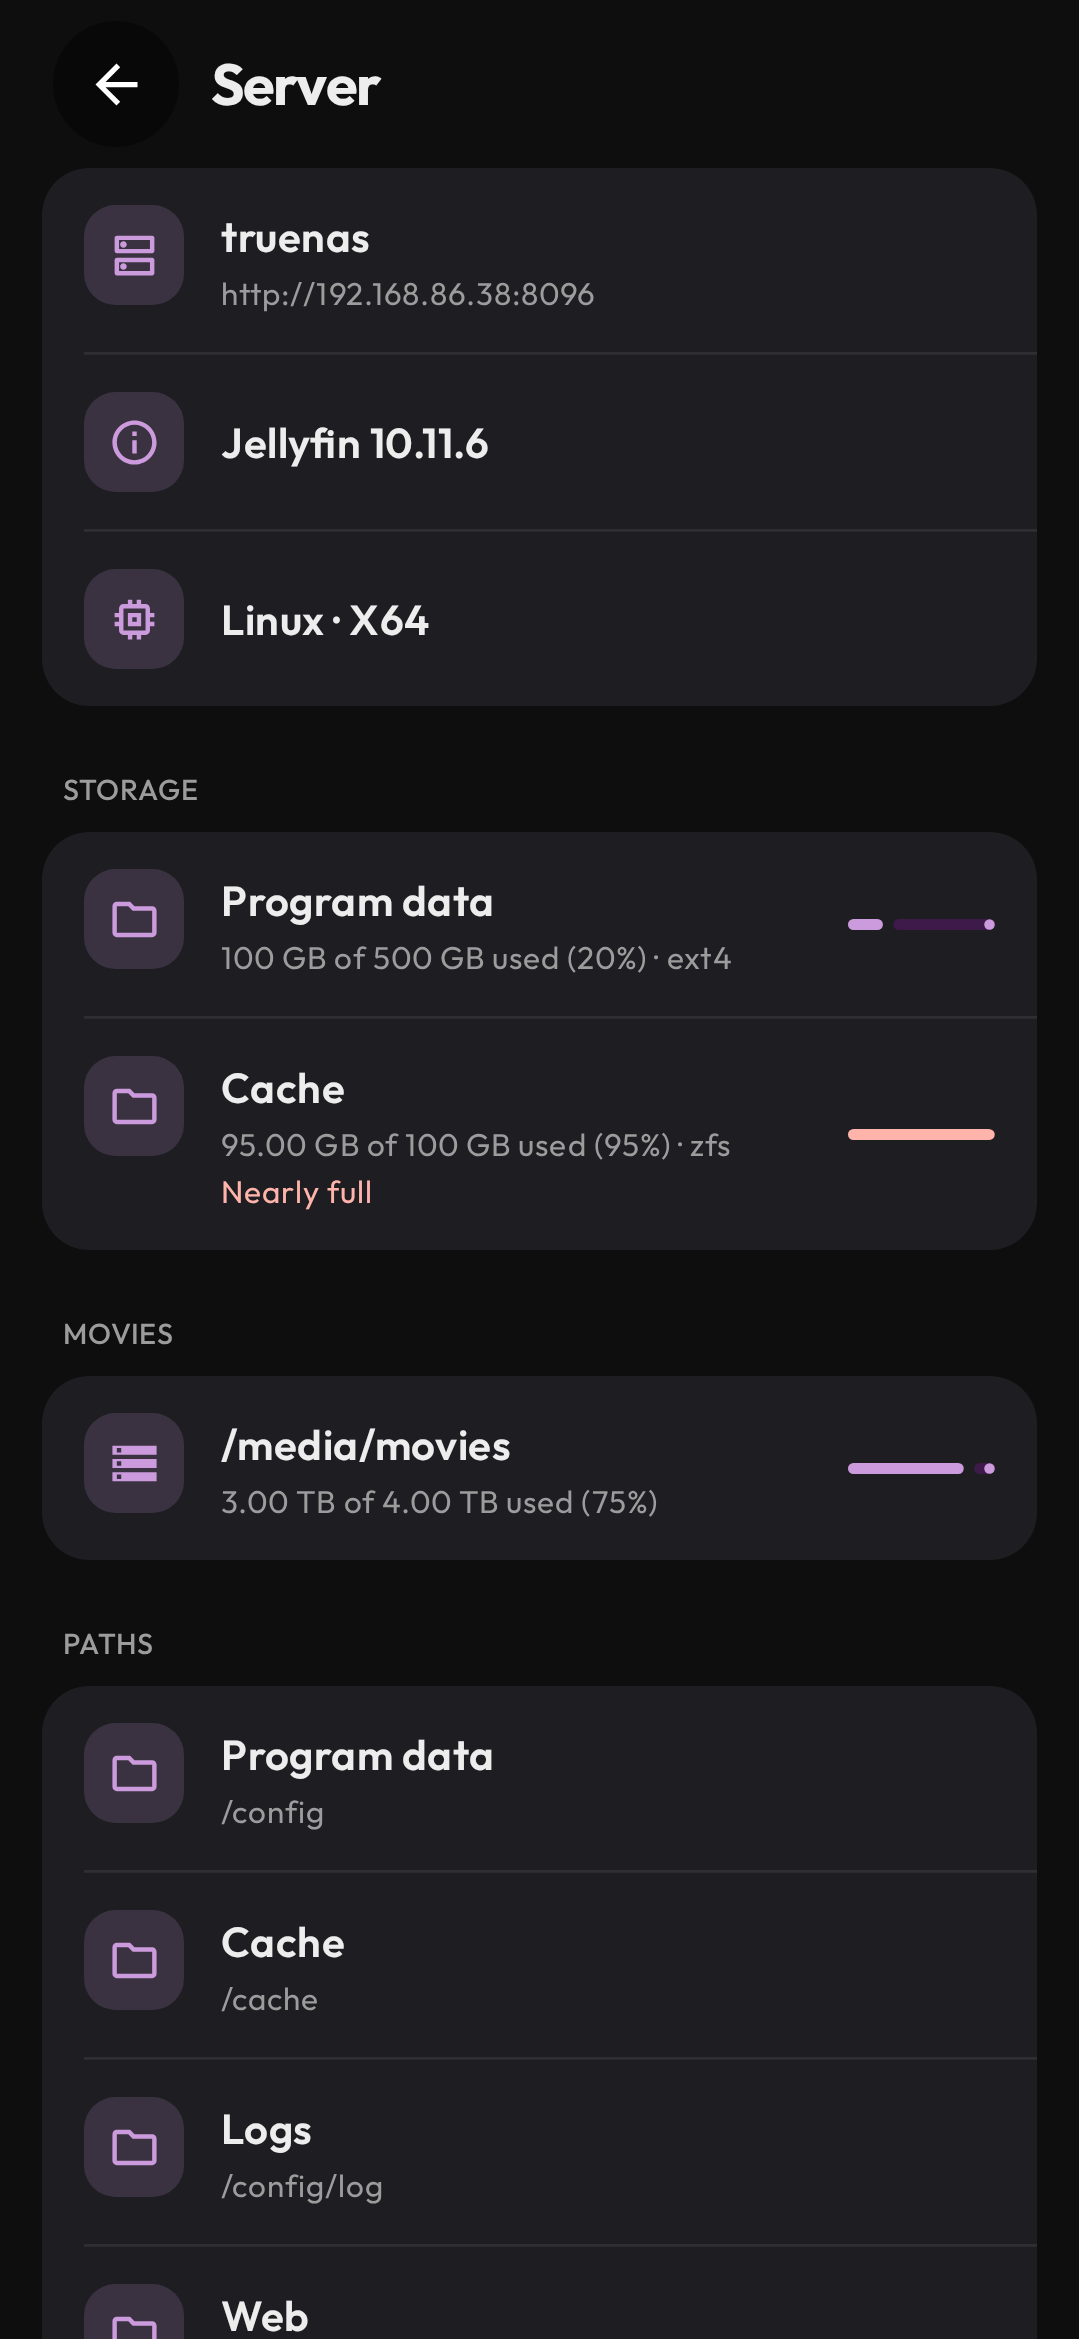 Server
truenas
http://192.168.86.38:8096
Jellyfin 10.11.6
Linux · X64
STORAGE
Program data
100 GB of 500 GB used (20%) · ext4
Cache
95.00 GB of 100 GB used (95%) · zfs
Nearly full
MOVIES
/media/movies
3.00 TB of 4.00 TB used (75%)
PATHS
Program data
/config
Cache
/cache
Logs
/config/log
Web